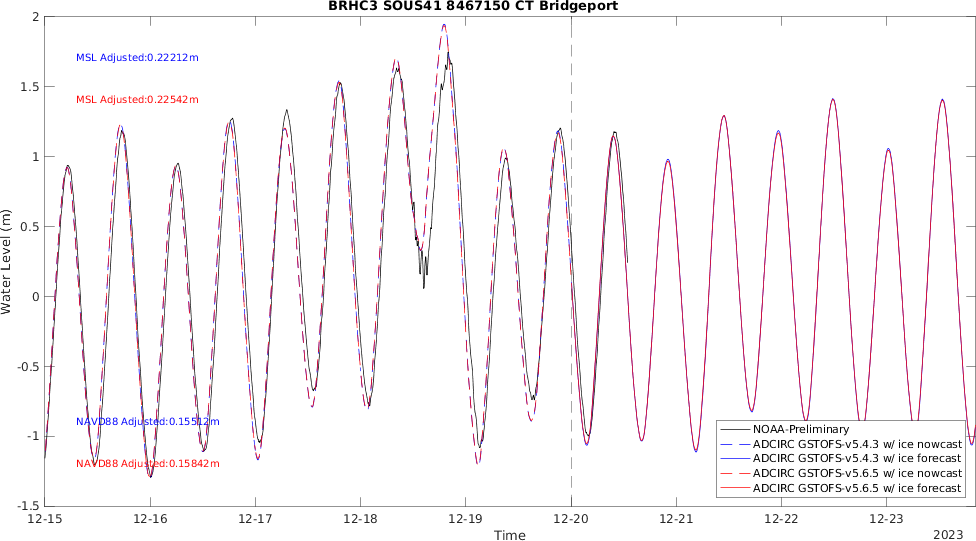 BRHC3 SOUS41 8467150 CT Bridgeport
2
1.5
1
0.5
0
-0.5
-1
-1.5
Water Level (m)
MSL Adjusted:0.22212m
MSL Adjusted:0.22542m
NAVD88 Adjusted:0.15512m
NAVD88 Adjusted:0.15842m
NOAA-Preliminary
ADCIRC GSTOFS-v5.4.3 w/ ice nowcast
ADCIRC GSTOFS-v5.4.3 w/ ice forecast
ADCIRC GSTOFS-v5.6.5 w/ ice nowcast
ADCIRC GSTOFS-v5.6.5 w/ ice forecast
12-15 12-16 12-17 12-18 12-19 12-20 12-21 12-22 12-23
Time
2023